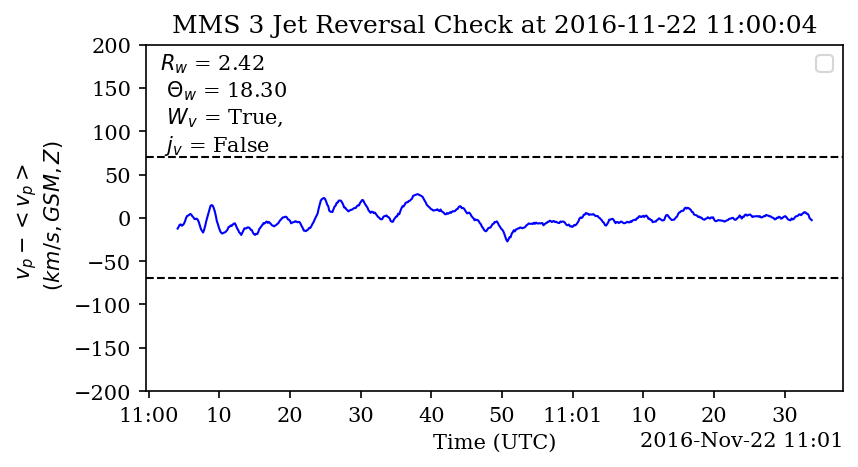 MMS 3 Jet Reversal Check at 2016-11-22 11:00:04
200
150
100
50
0
−50
−100
−150
−200
v_p − < v_p >
(km/s, GSM, Z)
R_w = 2.42
Θ_w = 18.30
W_v = True,
j_v = False
11:00 10 20 30 40 50 11:01 10 20 30
Time (UTC)
2016-Nov-22 11:01